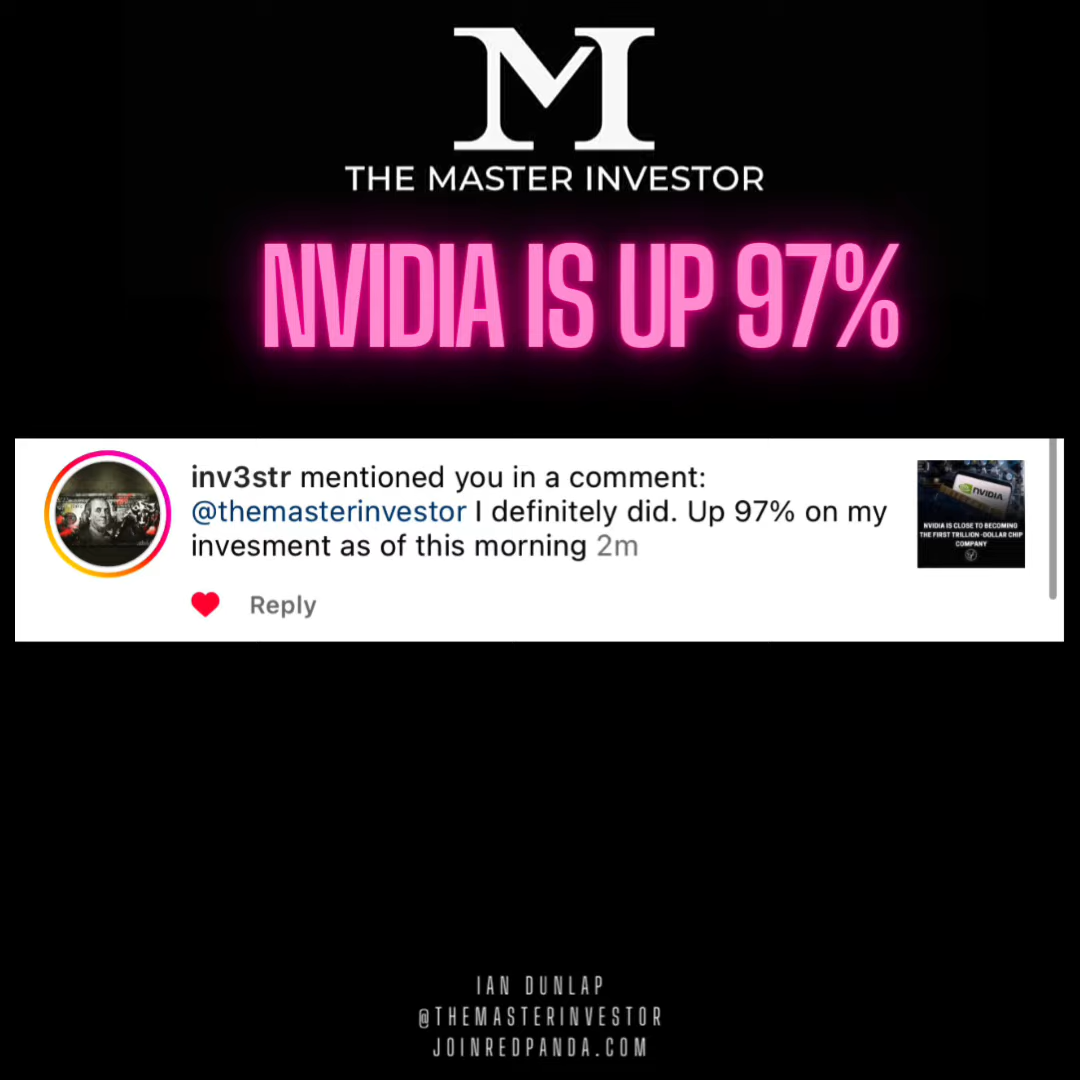 M
THE MASTER INVESTOR
NVIDIA IS UP 97%
inv3str mentioned you in a comment:
@themasterinvestor I definitely did. Up 97% on my
invesment as of this morning 2m
NVIDIA
NVIDIA IS CLOSE TO BECOMING
THE FIRST TRILLION-DOLLAR CHIP
COMPANY
Reply
IAN DUNLAP
@THEMASTERINVESTOR
JOINREDPANDA.COM